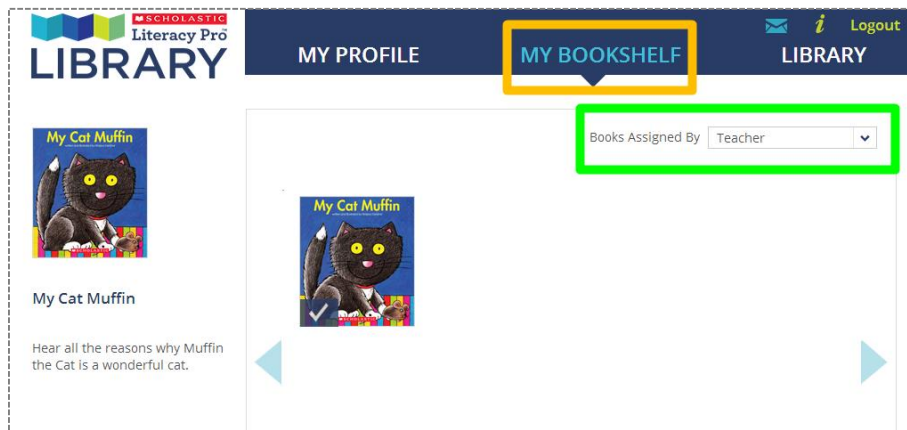 SCHOLASTIC
Literacy Pro
LIBRARY
MY PROFILE
MY BOOKSHELF
LIBRARY
i Logout
Books Assigned By Teacher
My Cat Muffin
My Cat Muffin
My Cat Muffin
Hear all the reasons why Muffin
the Cat is a wonderful cat.